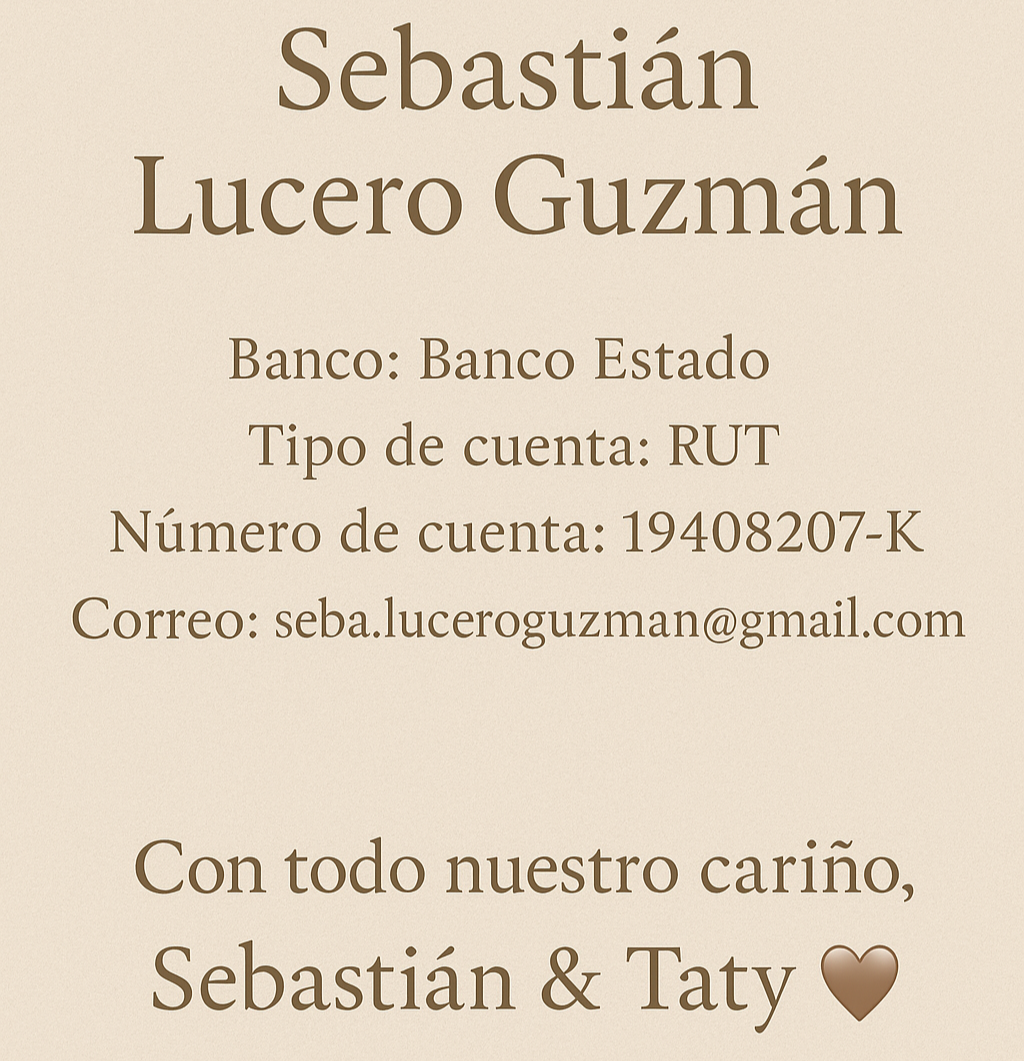 Sebastián
Lucero Guzmán
Banco: Banco Estado
Tipo de cuenta: RUT
Número de cuenta: 19408207-K
Correo: seba.luceroguzman@gmail.com
Con todo nuestro cariño,
Sebastián & Taty 🤎